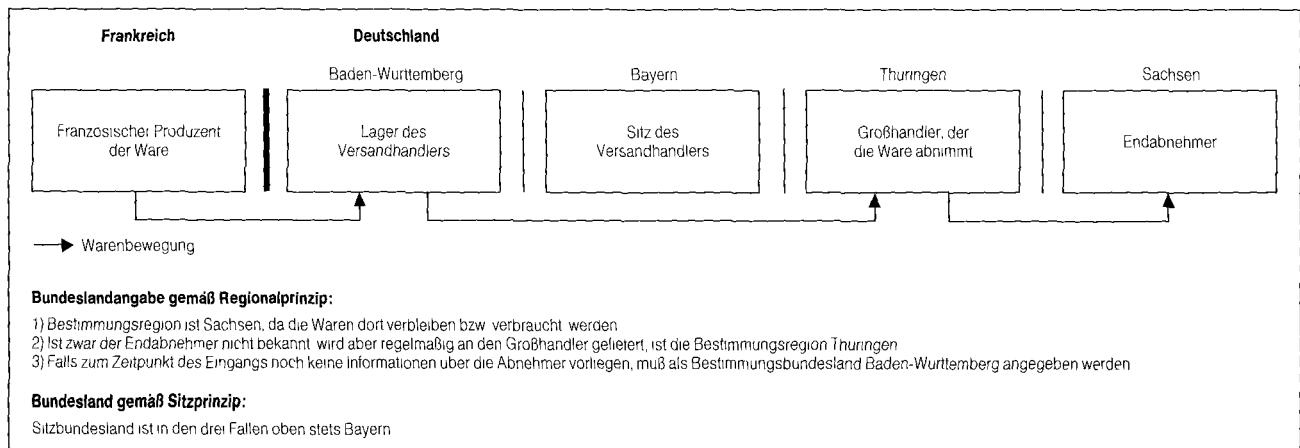 Frankreich Deutschland
Baden-Wurttemberg Bayern Thuringen Sachsen
Franzosischer Produzent der Ware
Lager des Versandhandlers
Sitz des Versandhandlers
Großhandler, der die Ware abnimmt
Endabnehmer
Warenbewegung
Bundeslandangabe gemäß Regionalprinzip:
1) Bestimmungsregion ist Sachsen, da die Waren dort verbleiben bzw verbraucht werden
2) Ist zwar der Endabnehmer nicht bekannt wird aber regelmaßig an den Großhandler geliefert, ist die Bestimmungsregion Thuringen
3) Falls zum Zeitpunkt des Eingangs noch keine Informationen uber die Abnehmer vorliegen, muß als Bestimmungsbundesland Baden-Wurttemberg angegeben werden
Bundesland gemäß Sitzprinzip:
Sitzbundesland ist in den drei Fallen oben stets Bayern